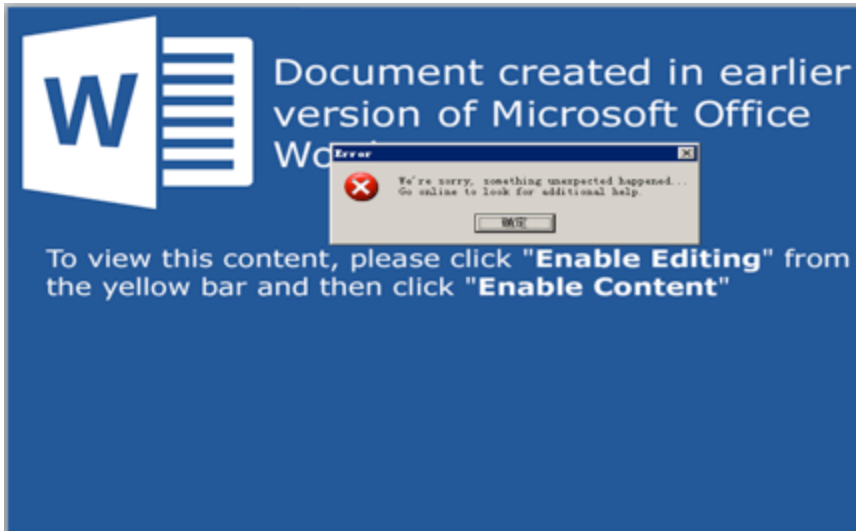 W
Document created in earlier
version of Microsoft Office
Error
We're sorry, something unexpected happened...
Go online to look for additional help.
确定
To view this content, please click "Enable Editing" from
the yellow bar and then click "Enable Content"